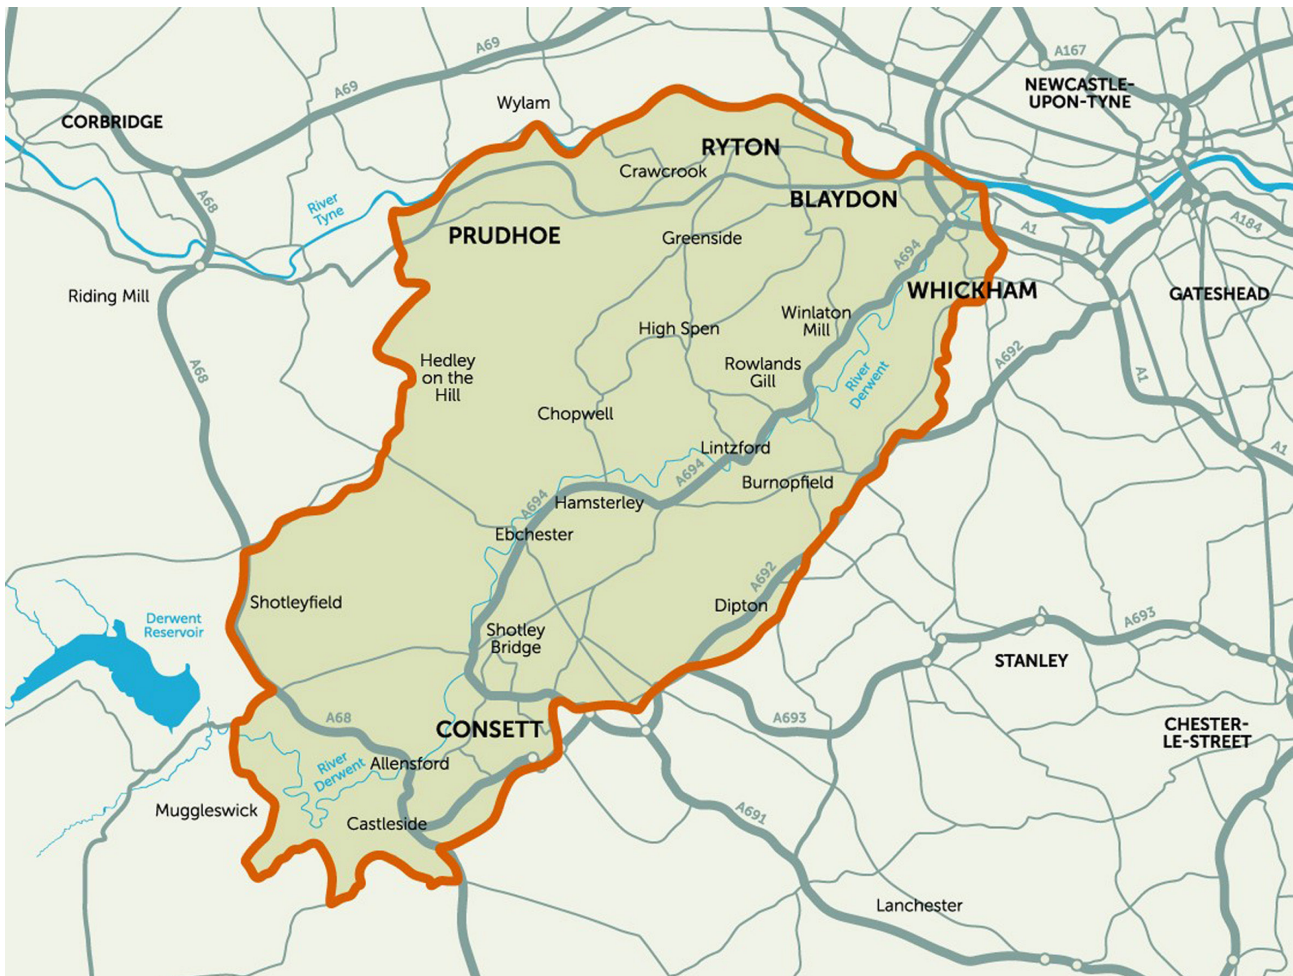 A69
A167
NEWCASTLE-
UPON-TYNE
A69
Wylam
CORBRIDGE
RYTON
Crawcrook
A68
River
Tyne
BLAYDON
A184
A1
PRUDHOE
Greenside
A694
Riding Mill
WHICKHAM
GATESHEAD
High Spen
Winlaton
Mill
A692
A68
Hedley
on the
Hill
Rowlands
Gill
River
Derwent
A1
Chopwell
Lintzford
A1
A694
Burnopfield
A694
Hamsterley
Ebchester
A692
Shotleyfield
Dipton
Derwent
Reservoir
A693
Shotley
Bridge
STANLEY
A68
CONSETT
A693
CHESTER-
LE-STREET
River
Derwent
Allensford
Muggleswick
Castleside
A691
Lanchester